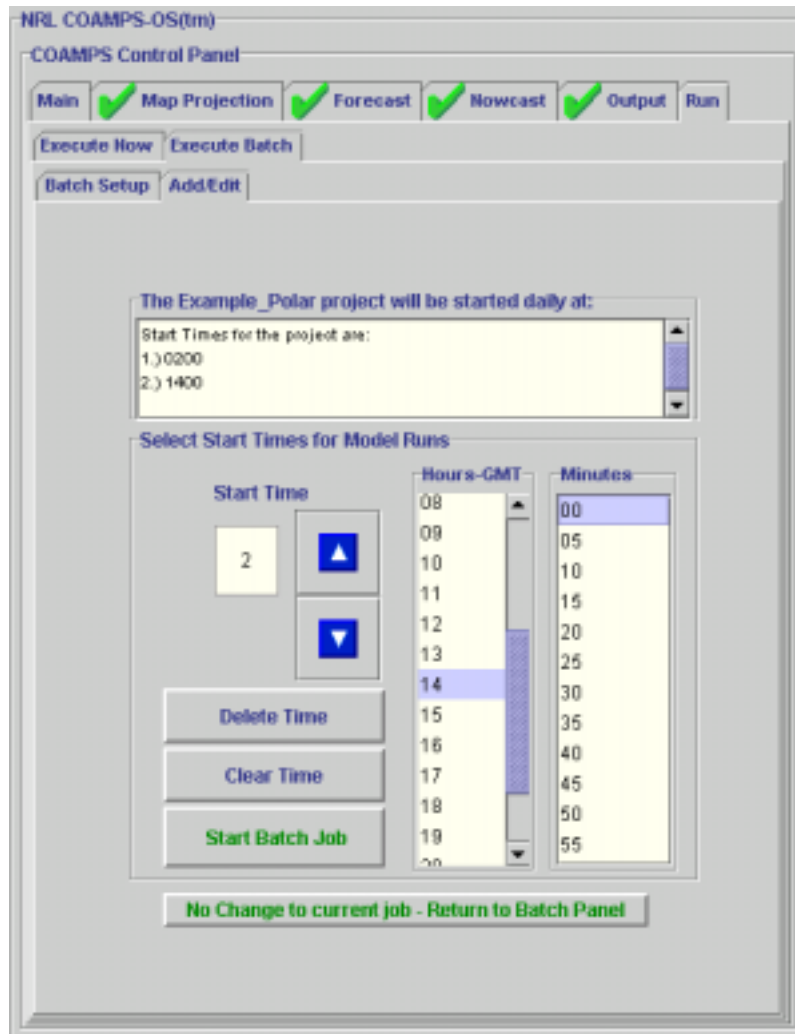 NRL COAMPS-OS(tm)
COAMPS Control Panel
Main Map Projection Forecast Nowcast Output Run
Execute Now Execute Batch
Batch Setup Add/Edit
The Example_Polar project will be started daily at:
Start Times for the project are:
1.) 0200
2.) 1400
Select Start Times for Model Runs
Start Time
2
Delete Time
Clear Time
Start Batch Job
Hours-GMT
08
09
10
11
12
13
14
15
16
17
18
19
20
Minutes
00
05
10
15
20
25
30
35
40
45
50
55
No Change to current job - Return to Batch Panel